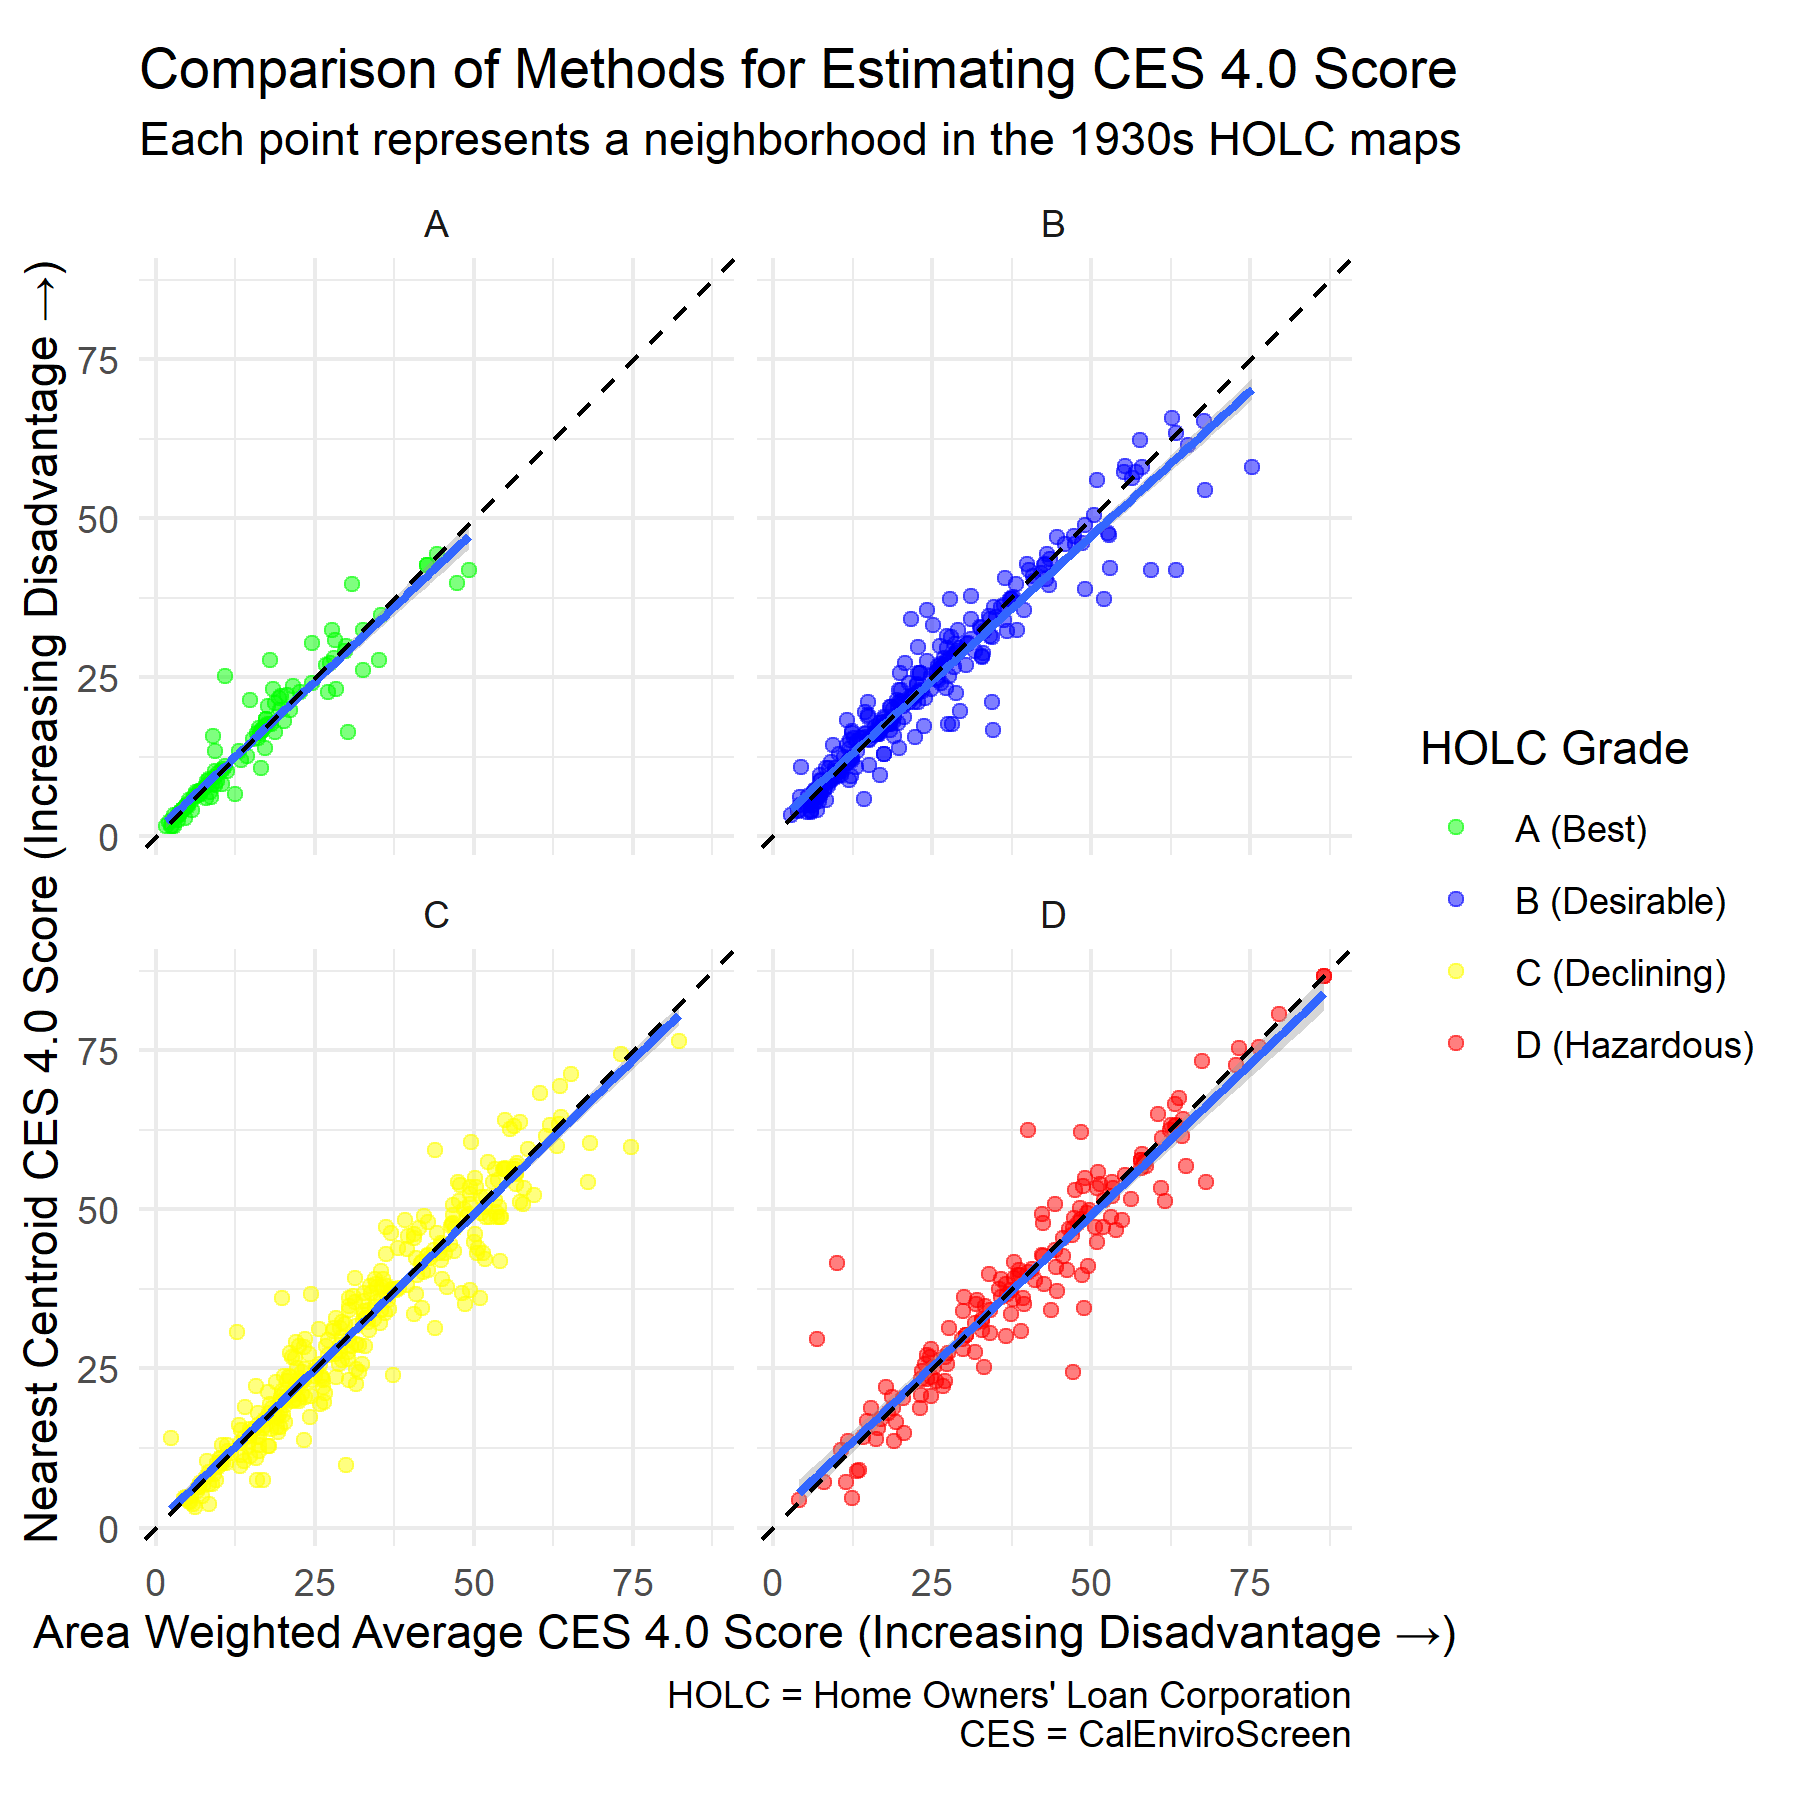 Comparison of Methods for Estimating CES 4.0 Score
Each point represents a neighborhood in the 1930s HOLC maps
A
B
Nearest Centroid CES 4.0 Score (Increasing Disadvantage →)
75
50
25
0
C
D
75
50
25
0
0
25
50
75
0
25
50
75
Area Weighted Average CES 4.0 Score (Increasing Disadvantage →)
HOLC Grade
A (Best)
B (Desirable)
C (Declining)
D (Hazardous)
HOLC = Home Owners' Loan Corporation
CES = CalEnviroScreen